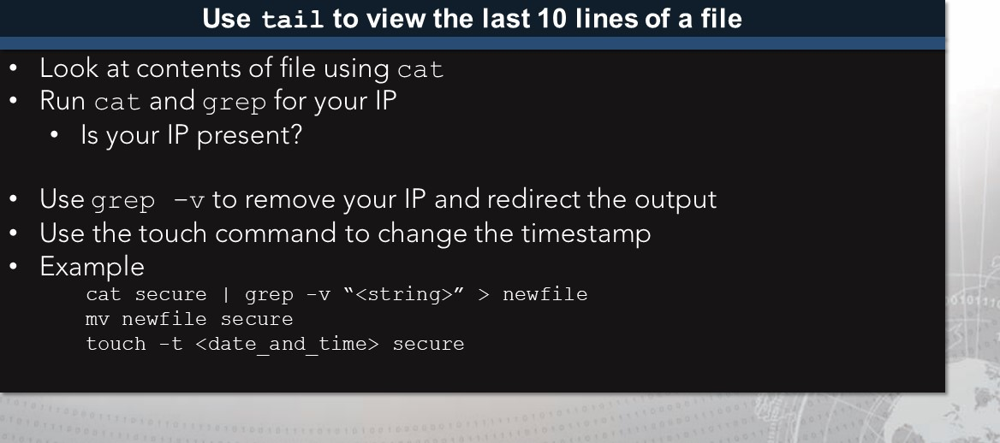 Use tail to view the last 10 lines of a file
• Look at contents of file using cat
• Run cat and grep for your IP
• Is your IP present?
• Use grep -v to remove your IP and redirect the output
• Use the touch command to change the timestamp
• Example
cat secure | grep -v “<string>” > newfile
mv newfile secure
touch -t <date_and_time> secure